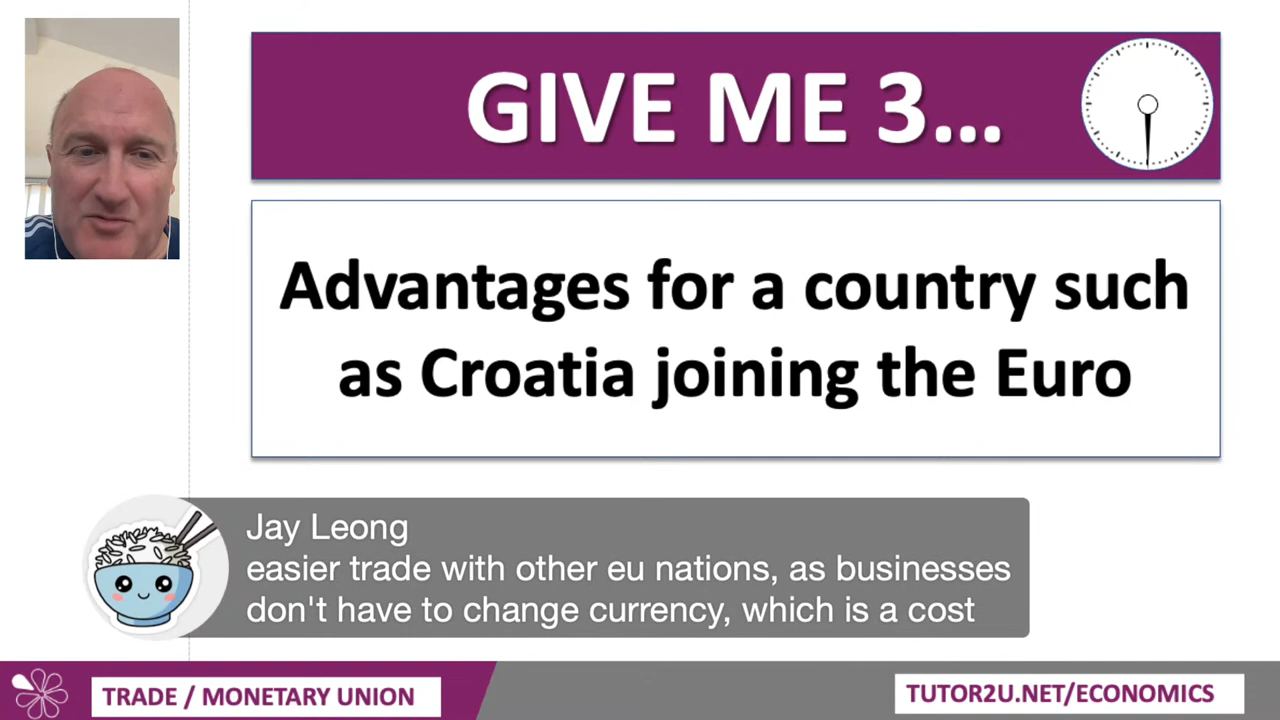 GIVE ME 3...
Advantages for a country such
as Croatia joining the Euro
Jay Leong
easier trade with other eu nations, as businesses
don't have to change currency, which is a cost
TRADE / MONETARY UNION
TUTOR2U.NET/ECONOMICS